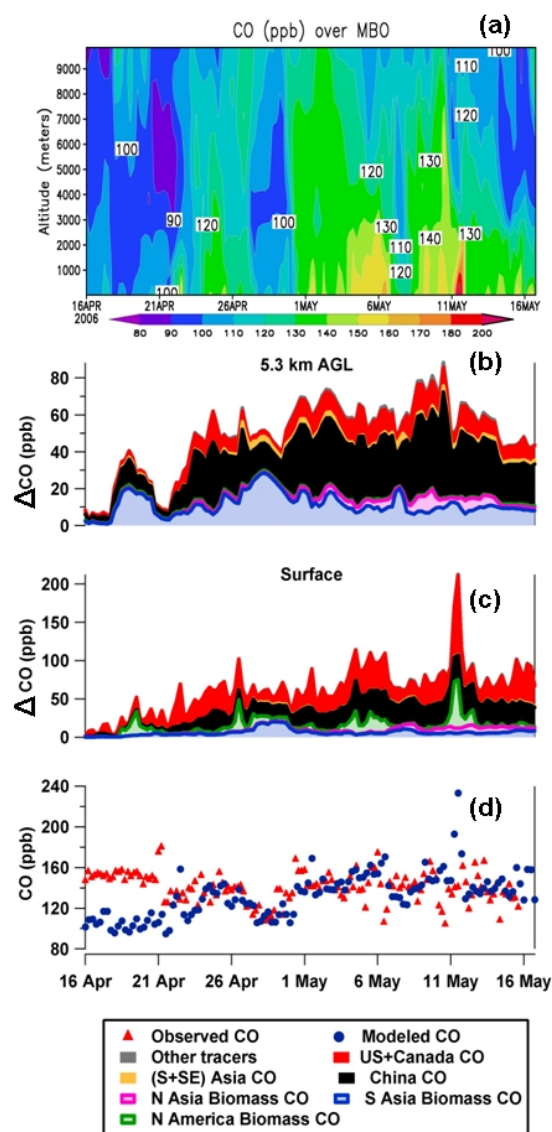 CO (ppb) over MBO (a)
9000
8000
7000
6000
5000
4000
3000
2000
1000
Altitude (meters)
100
110
100
120
130
120
90
120
100
130
130
140
110
120
130
100
16APR 21APR 26APR 1MAY 6MAY 11MAY 16MAY
2006
80 90 100 110 120 130 140 150 160 170 180 200
5.3 km AGL (b)
80
60
40
20
0
ΔCO (ppb)
Surface (c)
200
150
100
50
0
Δ CO (ppb)
(d)
240
200
160
120
80
CO (ppb)
16 Apr 21 Apr 26 Apr 1 May 6 May 11 May 16 May
Observed CO Modeled CO
Other tracers US+Canada CO
(S+SE) Asia CO China CO
N Asia Biomass CO S Asia Biomass CO
N America Biomass CO